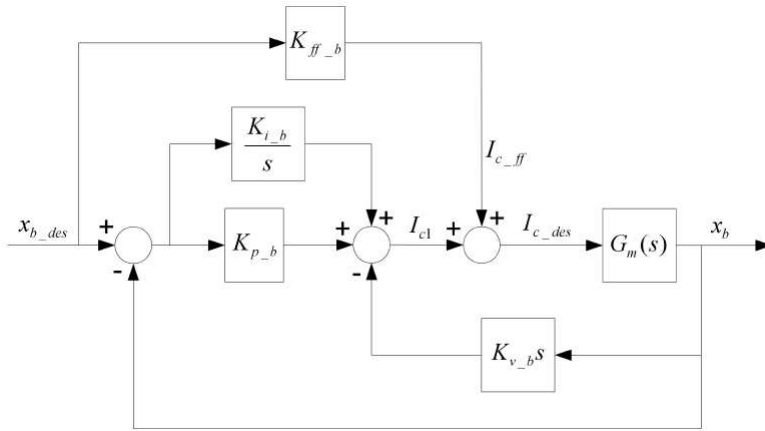 K_ff_b
K_i_b
s
I_c_ff
x_b_des
+
-
K_p_b
+
+
-
I_c1
+
+
I_c_des
G_m(s)
x_b
K_v_b s